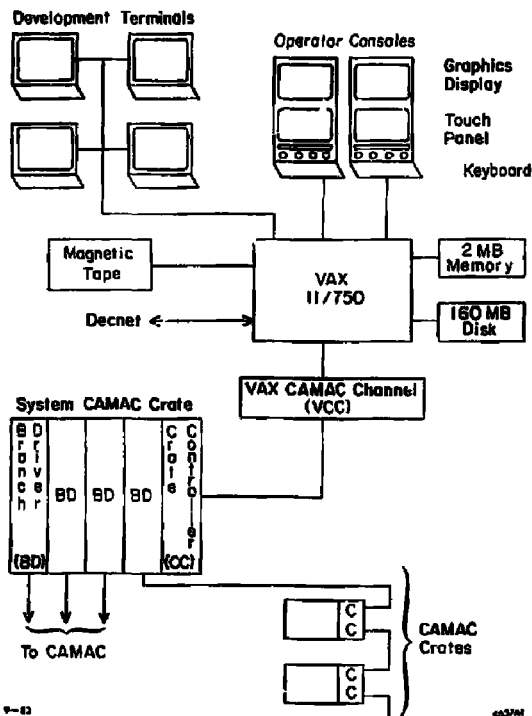 Development Terminals
Operator Consoles
Graphics
Display
Touch
Panel
Keyboard
Magnetic
Tape
VAX
11/750
2 MB
Memory
Decnet
160 MB
Disk
VAX CAMAC Channel
(VCC)
System CAMAC Crate
Branch
Driver
(BD)
BD
BD
BD
Crate
Controller
(CC)
To CAMAC
C
C
C
C
CAMAC
Crates